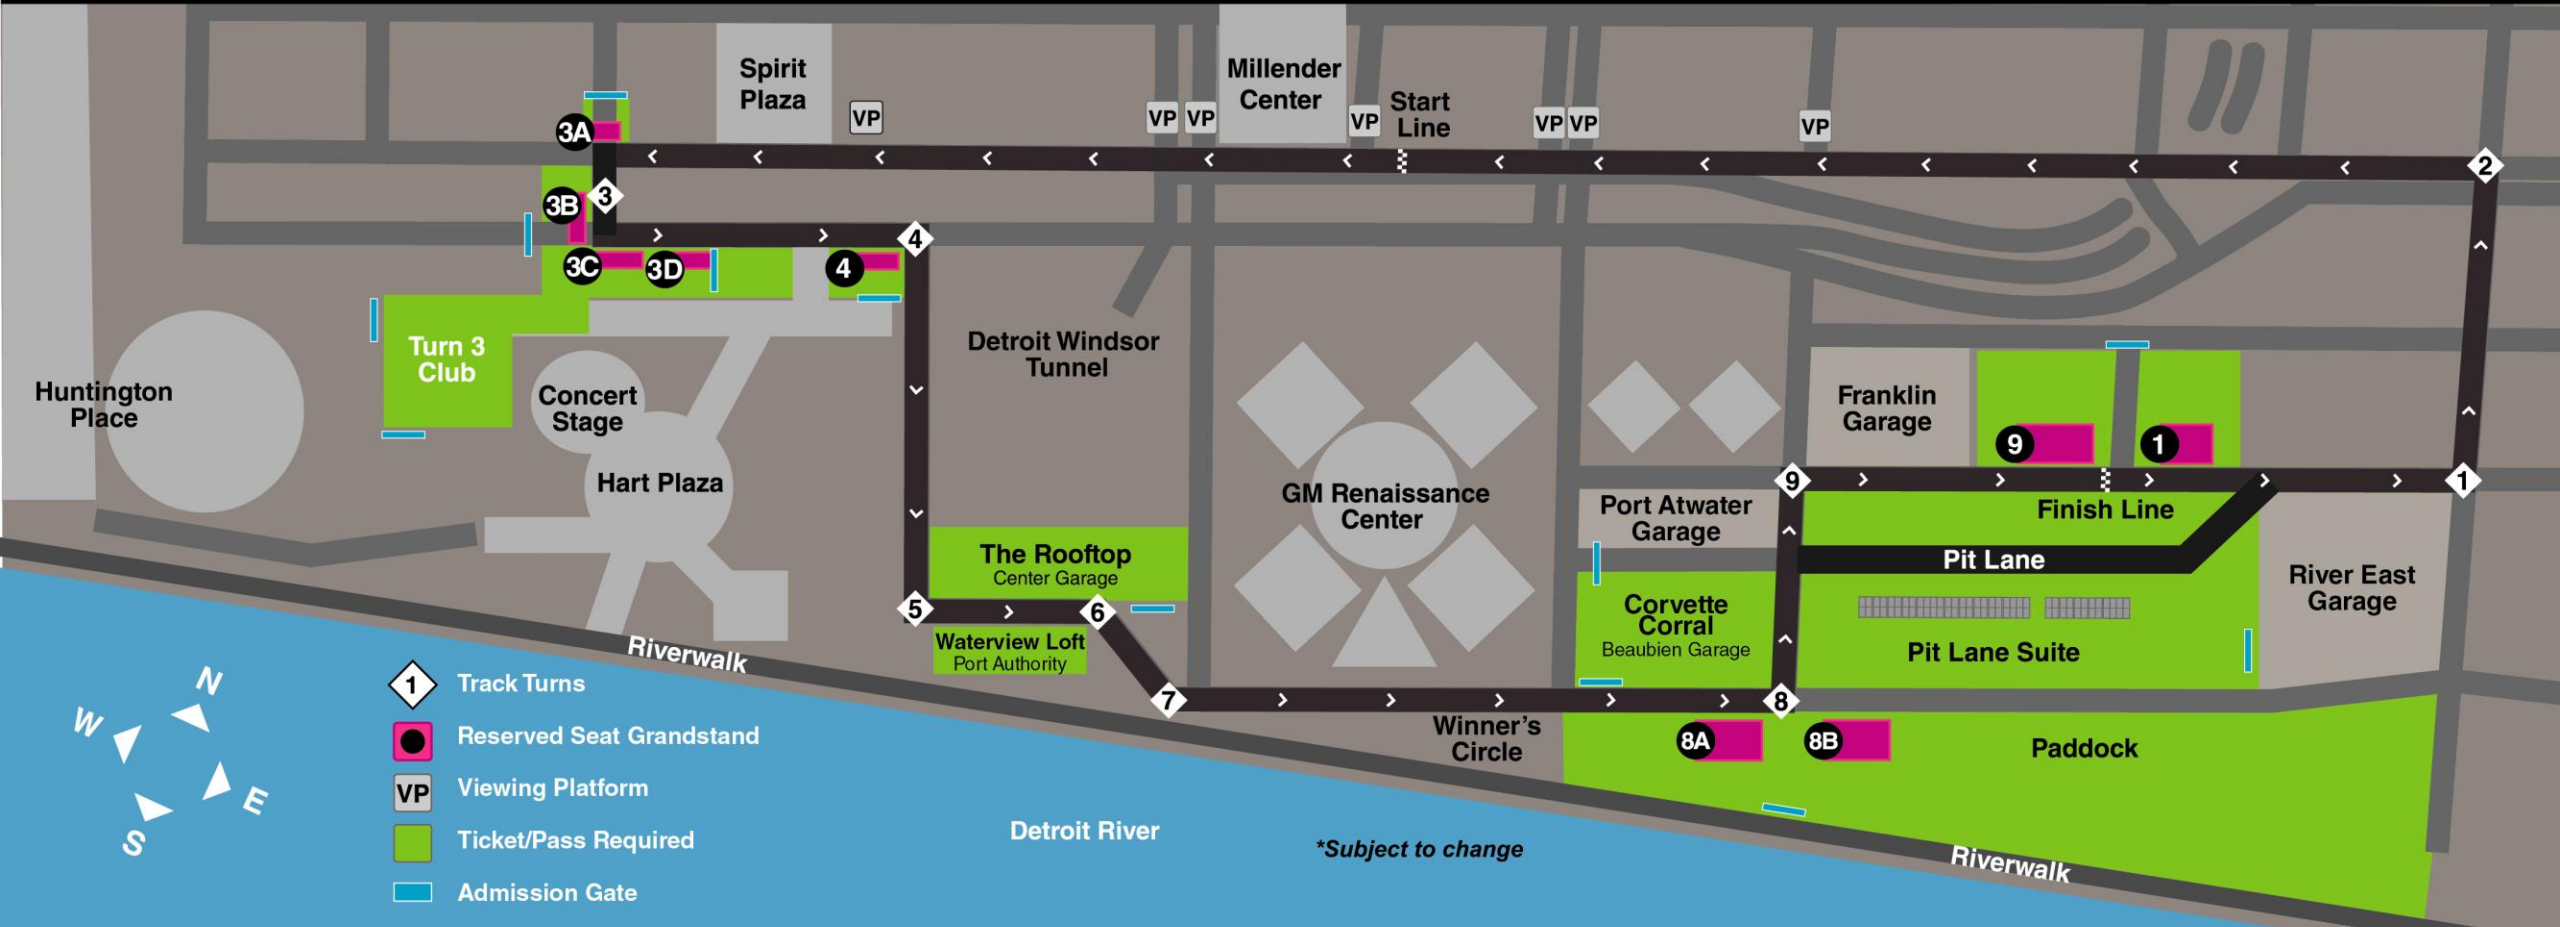 Spirit
Plaza
Millender
Center
Start
Line
VP
VP
VP
VP
VP
VP
VP
3A
3B
3
2
3C
3D
4
4
Turn 3
Club
Detroit Windsor
Tunnel
Huntington
Place
Concert
Stage
Hart Plaza
Franklin
Garage
9
1
GM Renaissance
Center
9
1
Port Atwater
Garage
Finish Line
Pit Lane
The Rooftop
Center Garage
River East
Garage
5
6
Corvette
Corral
Beaubien Garage
Waterview Loft
Port Authority
Pit Lane Suite
Riverwalk
7
8
Winner's
Circle
8A
8B
Paddock
N
W
E
S
1
Track Turns
Reserved Seat Grandstand
VP
Viewing Platform
Ticket/Pass Required
Admission Gate
Detroit River
*Subject to change
Riverwalk